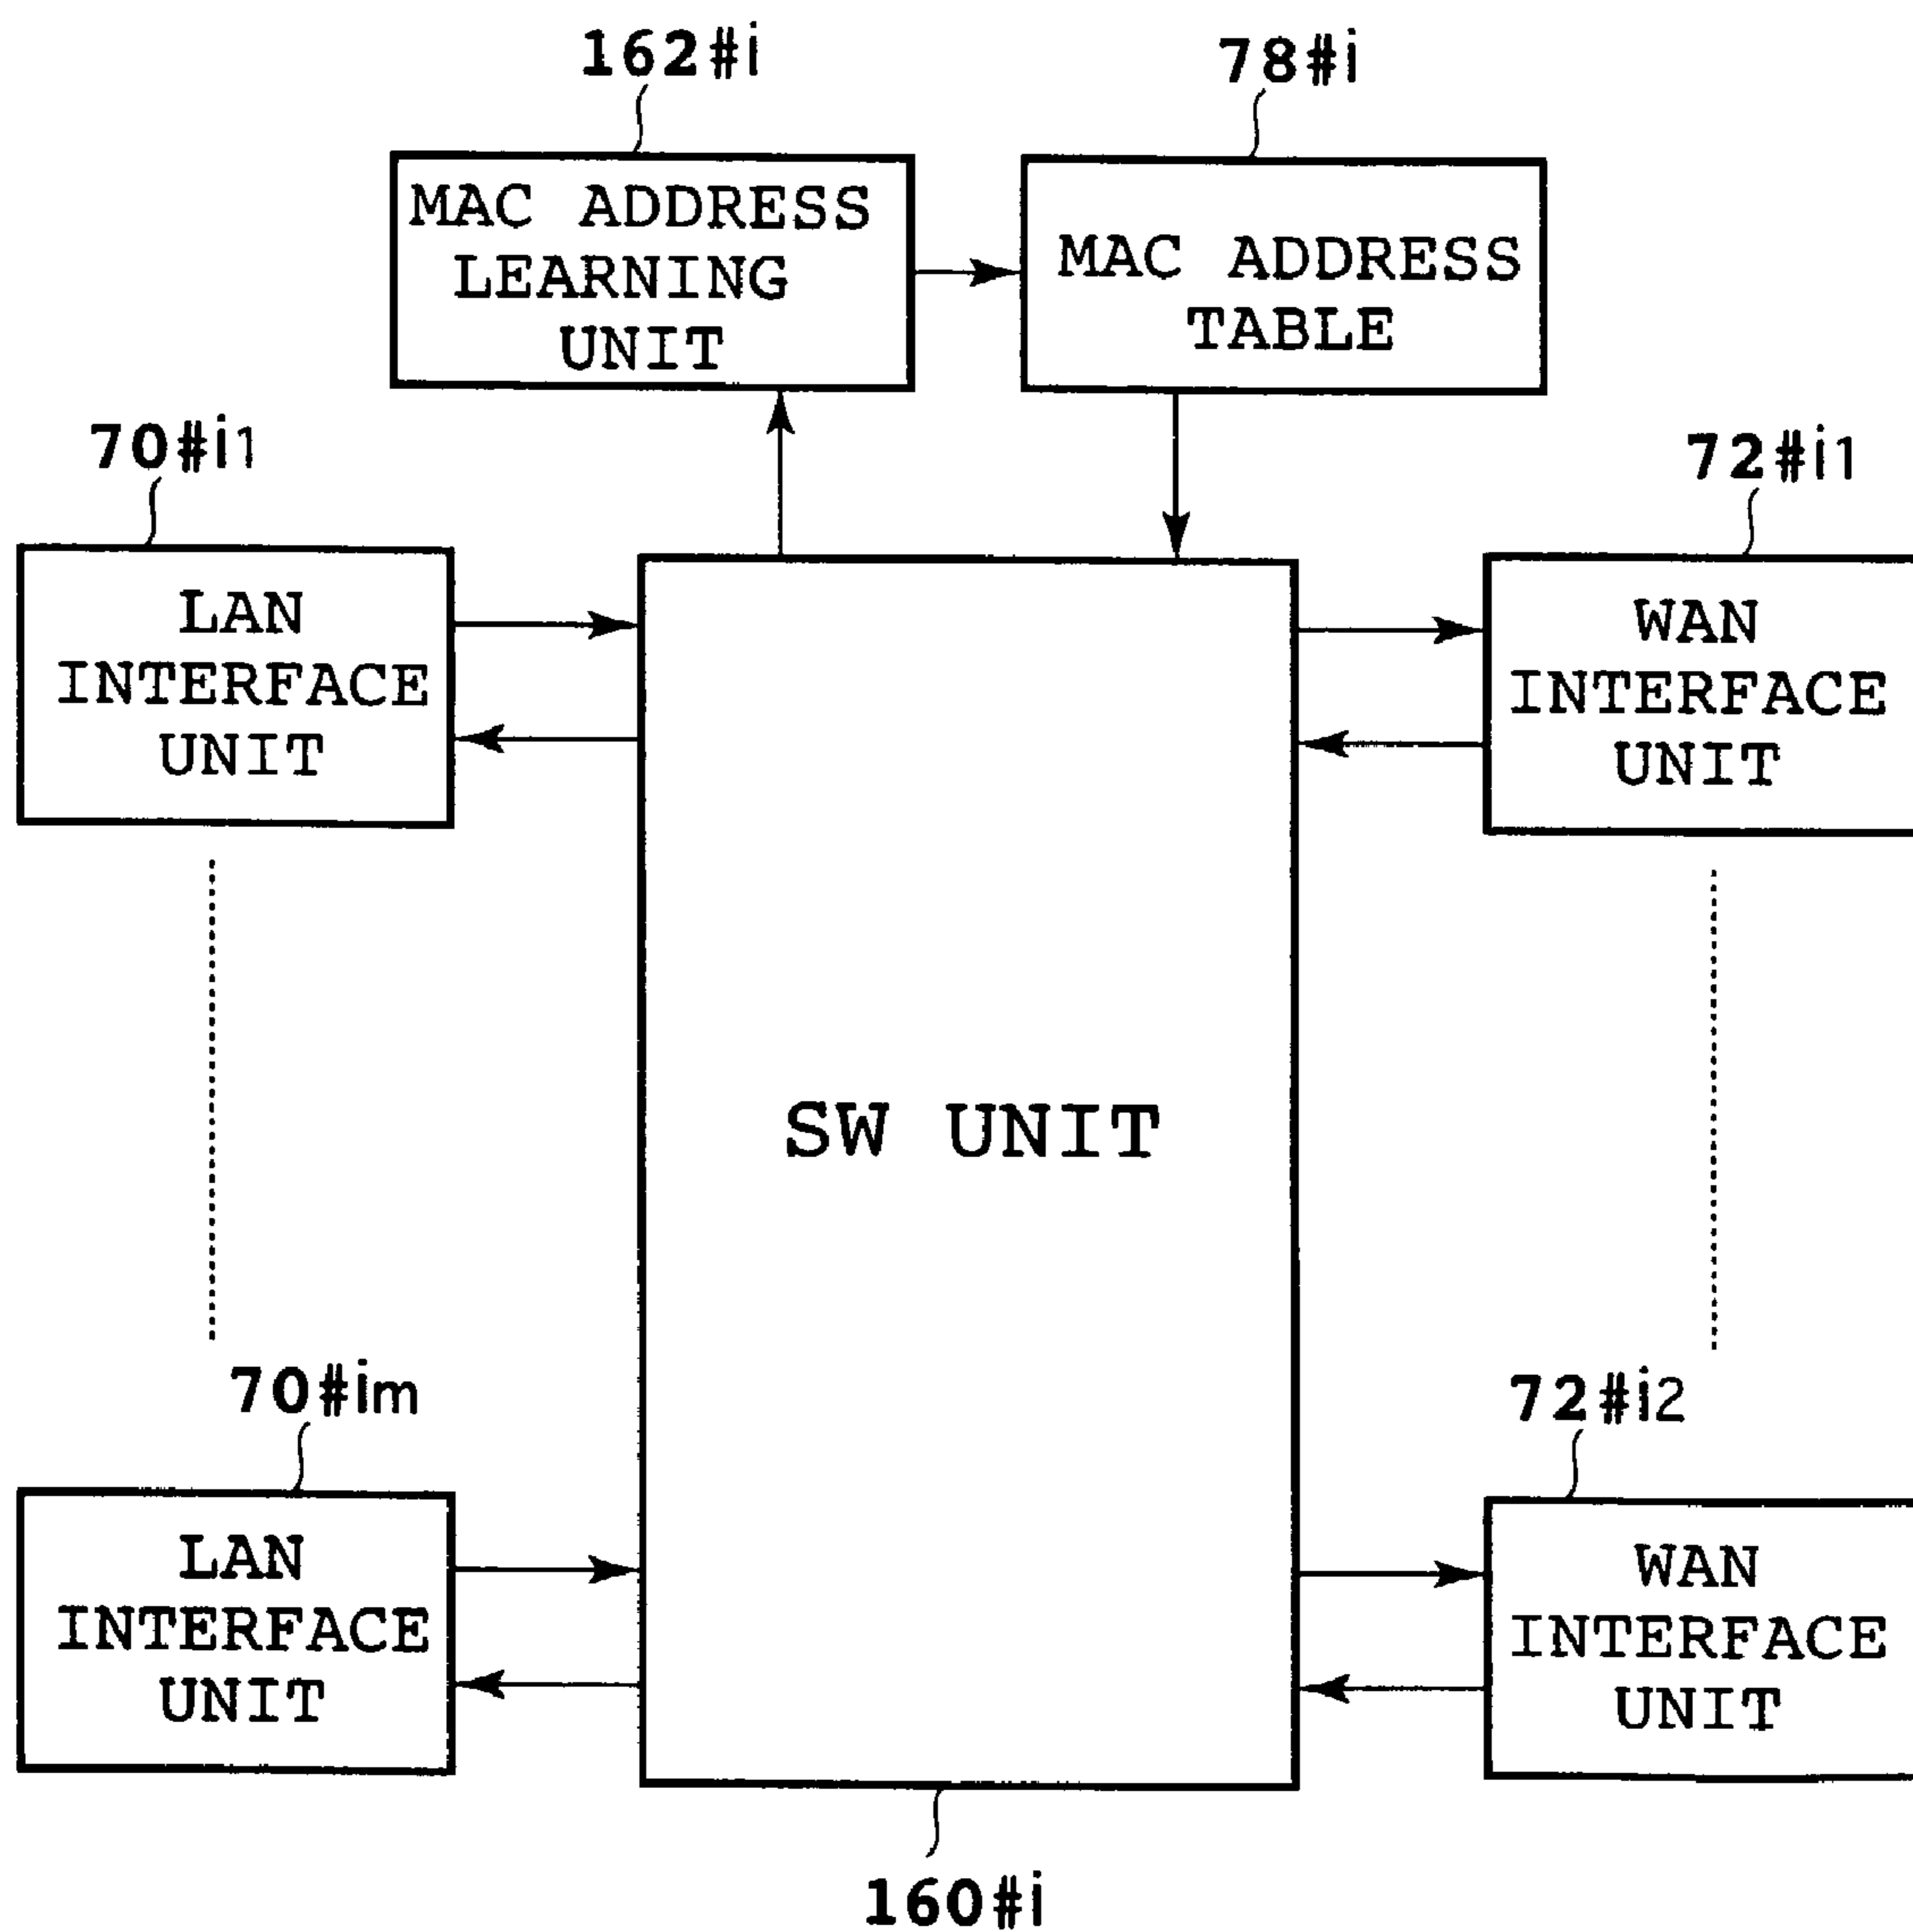 162#i
78#i
MAC ADDRESS
LEARNING
UNIT
MAC ADDRESS
TABLE
70#i1
72#i1
LAN
INTERFACE
UNIT
WAN
INTERFACE
UNIT
SW UNIT
70#im
72#i2
LAN
INTERFACE
UNIT
WAN
INTERFACE
UNIT
160#i